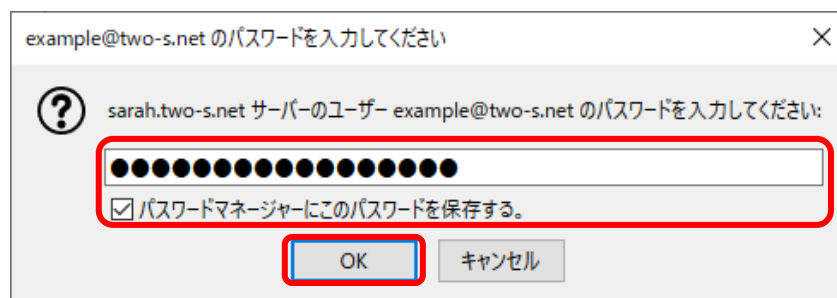 example@two-s.net のパスワードを入力してください
sarah.two-s.net サーバーのユーザー example@two-s.net のパスワードを入力してください:
●●●●●●●●●●●●●●●●●
パスワードマネージャーにこのパスワードを保存する。
OK キャンセル